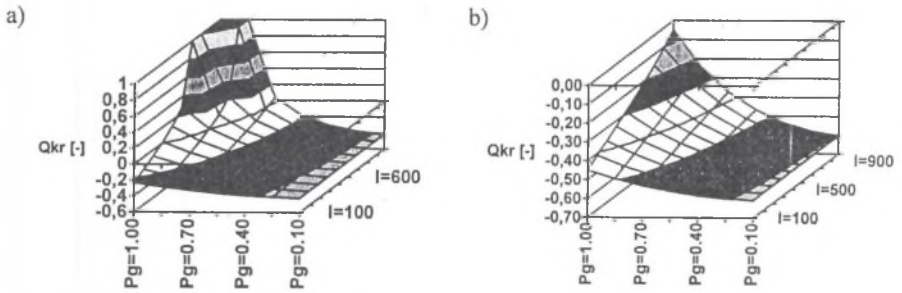 a)
1
0,8
0,6
0,4
0,2
0
-0,2
-0,4
-0,6
Qkr [-]
Pg=1.00
Pg=0.70
Pg=0.40
Pg=0.10
I=100
I=600
b)
0,00
-0,10
-0,20
-0,30
-0,40
-0,50
-0,60
-0,70
Qkr [-]
Pg=1.00
Pg=0.70
Pg=0.40
Pg=0.10
I=100
I=500
I=900